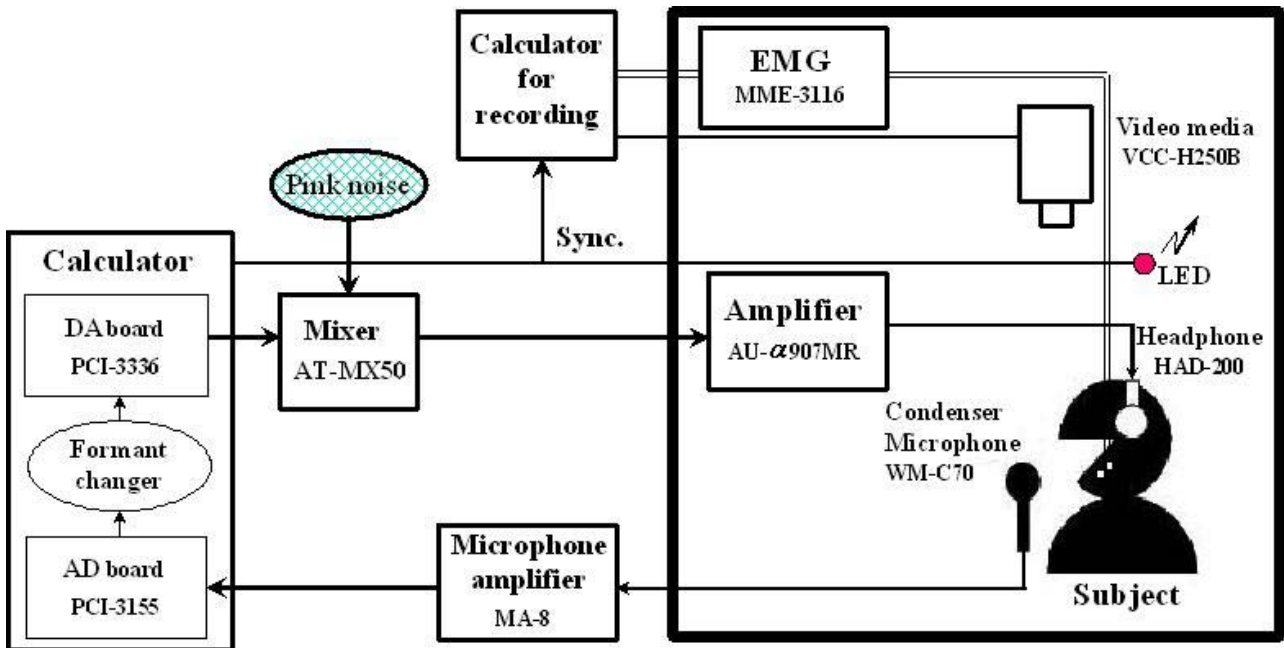 Calculator
for
recording
EMG
MME-3116
Video media
VCC-H250B
Pink noise
Sync.
LED
Calculator
DA board
PCI-3336
Formant
changer
AD board
PCI-3155
Mixer
AT-MX50
Amplifier
AU-α907MR
Headphone
HAD-200
Condenser
Microphone
WM-C70
Microphone
amplifier
MA-8
Subject